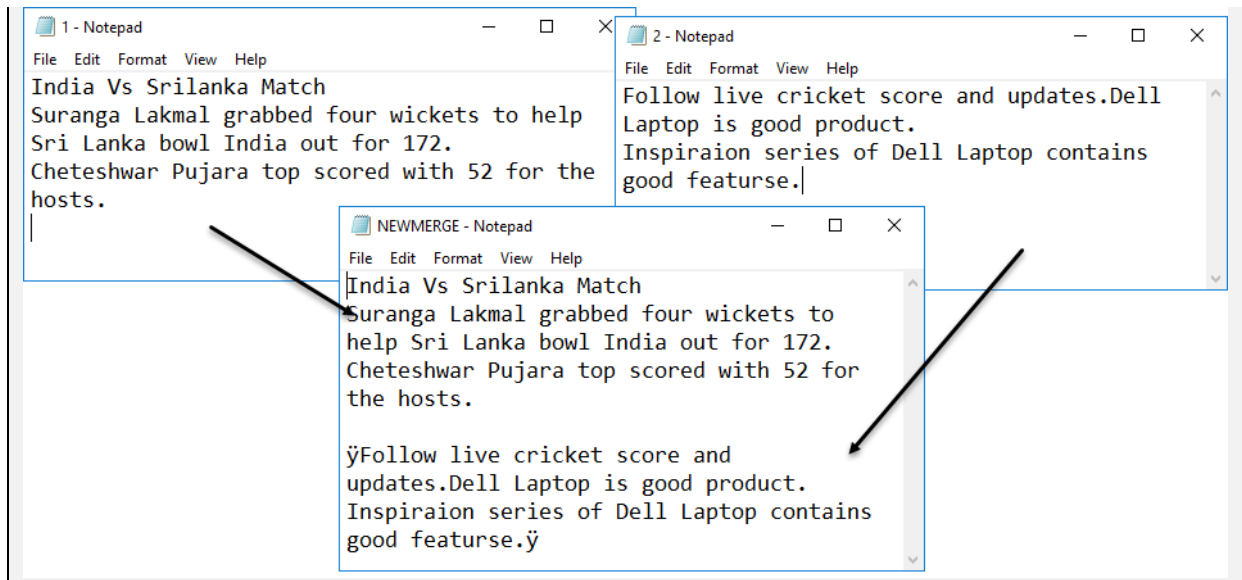 1 - Notepad
File Edit Format View Help
India Vs Srilanka Match
Suranga Lakmal grabbed four wickets to help
Sri Lanka bowl India out for 172.
Cheteshwar Pujara top scored with 52 for the
hosts.
2 - Notepad
File Edit Format View Help
Follow live cricket score and updates.Dell
Laptop is good product.
Inspiraion series of Dell Laptop contains
good featurse.
NEWMERGE - Notepad
File Edit Format View Help
India Vs Srilanka Match
Suranga Lakmal grabbed four wickets to
help Sri Lanka bowl India out for 172.
Cheteshwar Pujara top scored with 52 for
the hosts.
ÿFollow live cricket score and
updates.Dell Laptop is good product.
Inspiraion series of Dell Laptop contains
good featurse.ÿ